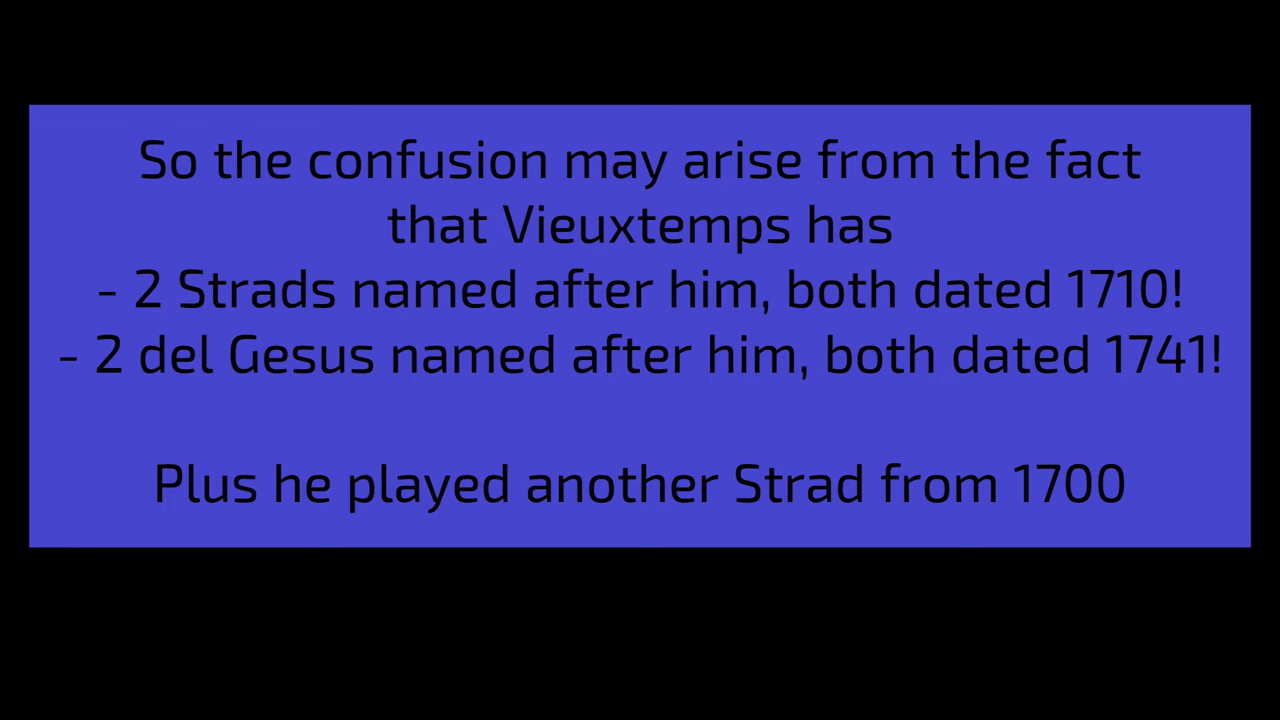 So the confusion may arise from the fact
that Vieuxtemps has
- 2 Strads named after him, both dated 1710!
- 2 del Gesus named after him, both dated 1741!
Plus he played another Strad from 1700